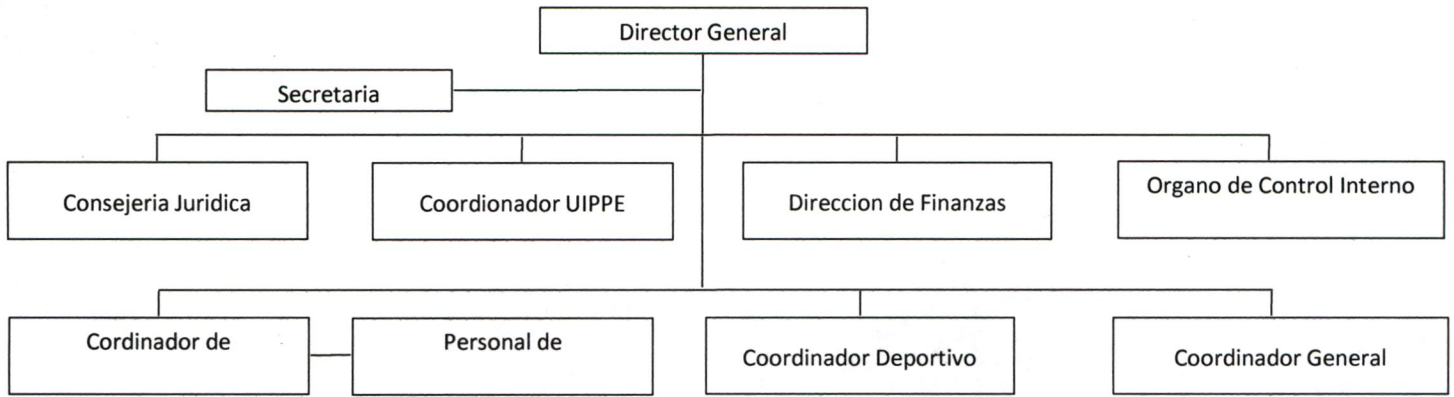 Director General
Secretaria
Consejeria Juridica
Coordionador UIPPE
Direccion de Finanzas
Organo de Control Interno
Cordinador de
Personal de
Coordinador Deportivo
Coordinador General